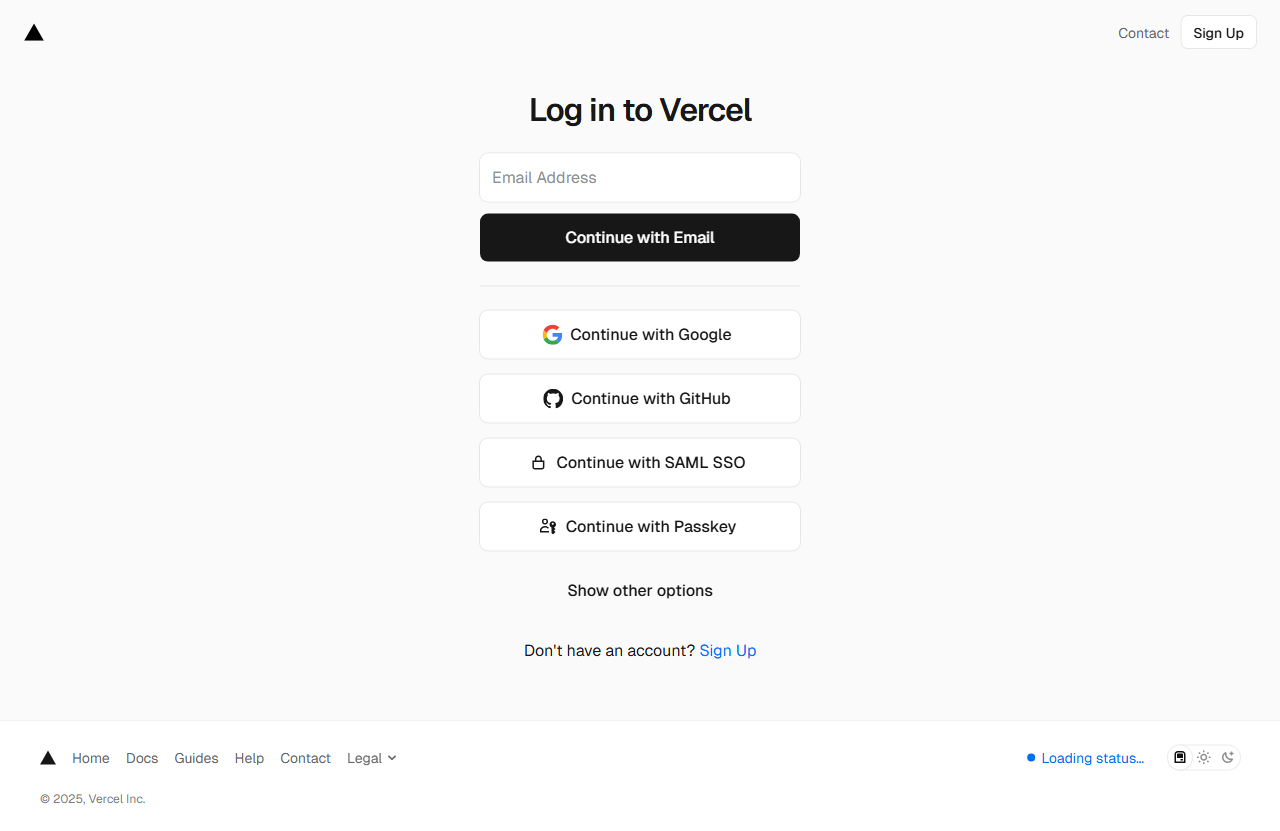 Contact Sign Up
Log in to Vercel
Email Address
Continue with Email
Continue with Google
Continue with GitHub
Continue with SAML SSO
Continue with Passkey
Show other options
Don't have an account? Sign Up
Home Docs Guides Help Contact Legal Loading status...
© 2025, Vercel Inc.